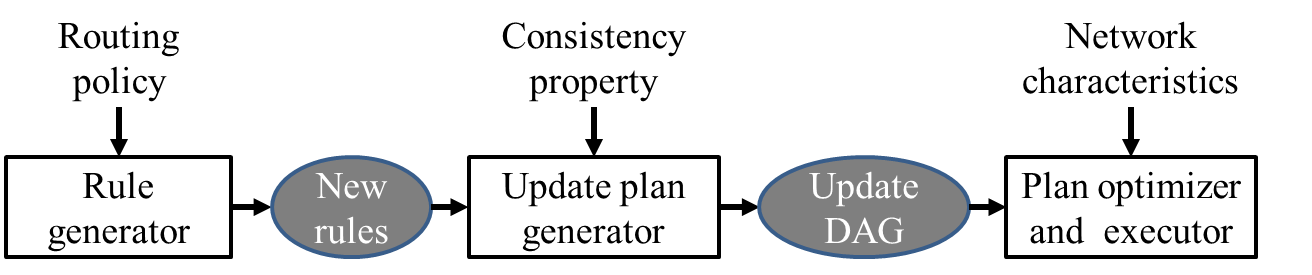 Routing
policy
Consistency
property
Network
characteristics
Rule
generator
New
rules
Update plan
generator
Update
DAG
Plan optimizer
and executor